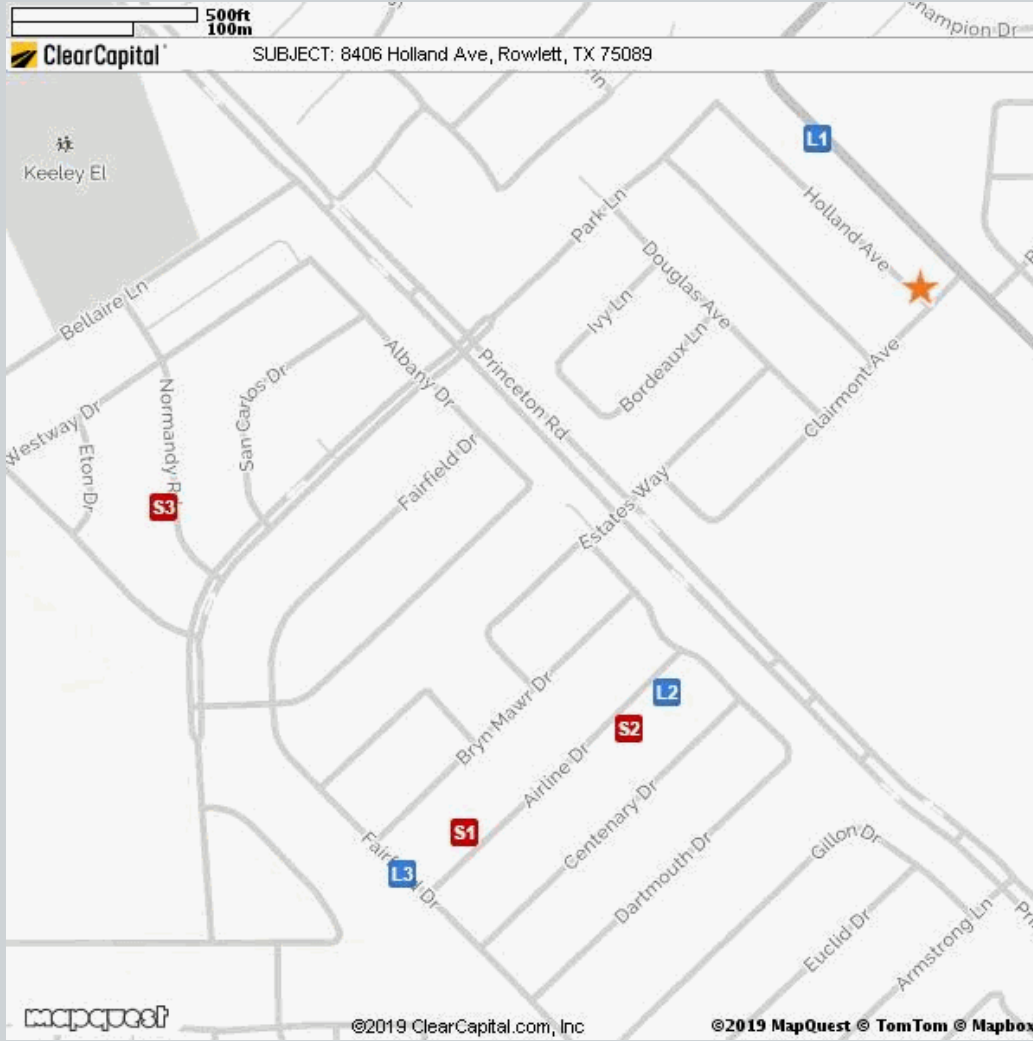 500ft
100m
ClearCapital
SUBJECT: 8406 Holland Ave, Rowlett, TX 75089
L1
Keeley El
Park Ln
Holland Ave
Douglas Ave
Ivy Ln
Bellaire Ln
Bordeaux Ln
Albany Dr
Princeton Rd
Clairmont Ave
San Carlos Dr
Normandy
Westway Dr
Eton Dr
Fairfield Dr
S3
Estates Way
L2
Bryn Mawr Dr
S2
Airline Dr
Centenary Dr
S1
Gillon Dr
L3
Dartmouth Dr
Euclid Dr
Armstrong Ln
mapquest
©2019 ClearCapital.com, Inc
©2019 MapQuest © TomTom © Mapbox